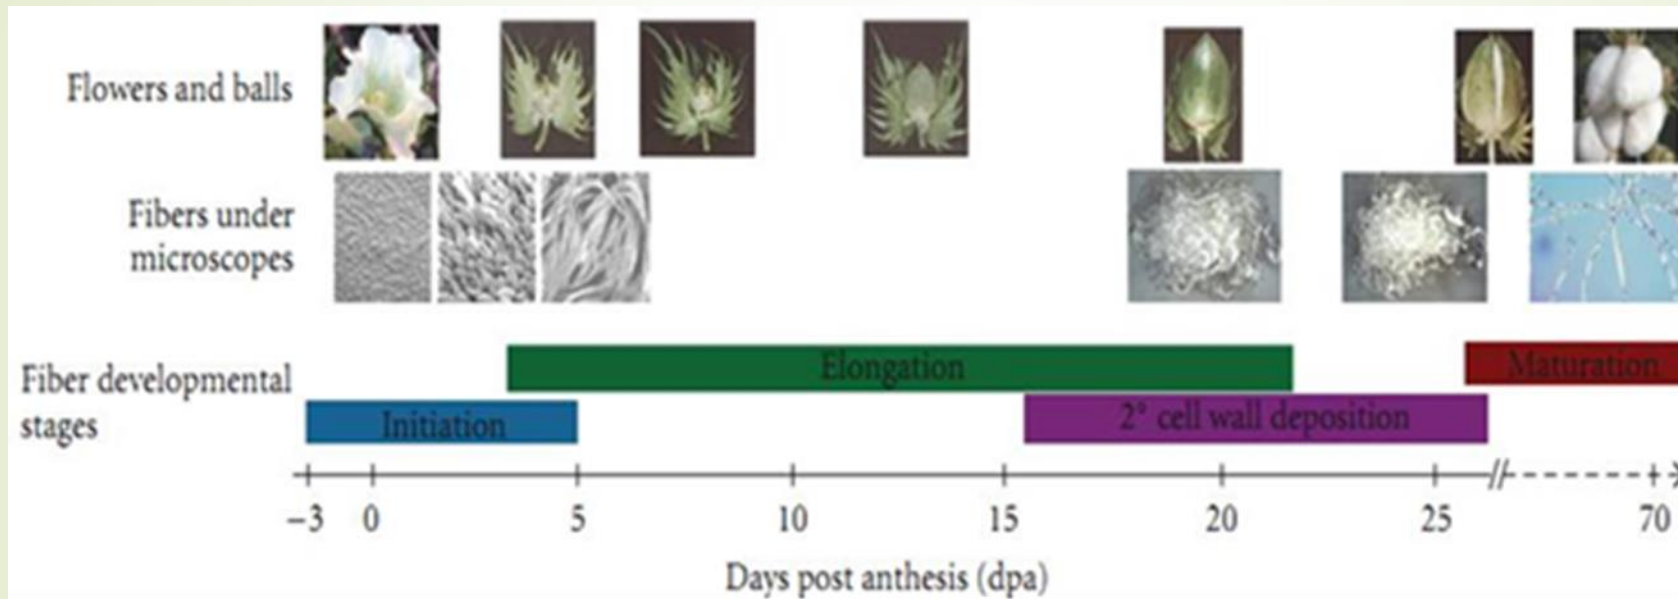 Flowers and balls
Fibers under
microscopes
Fiber developmental
stages
Elongation
Maturation
Initiation
2° cell wall deposition
−3 0 5 10 15 20 25 70
Days post anthesis (dpa)